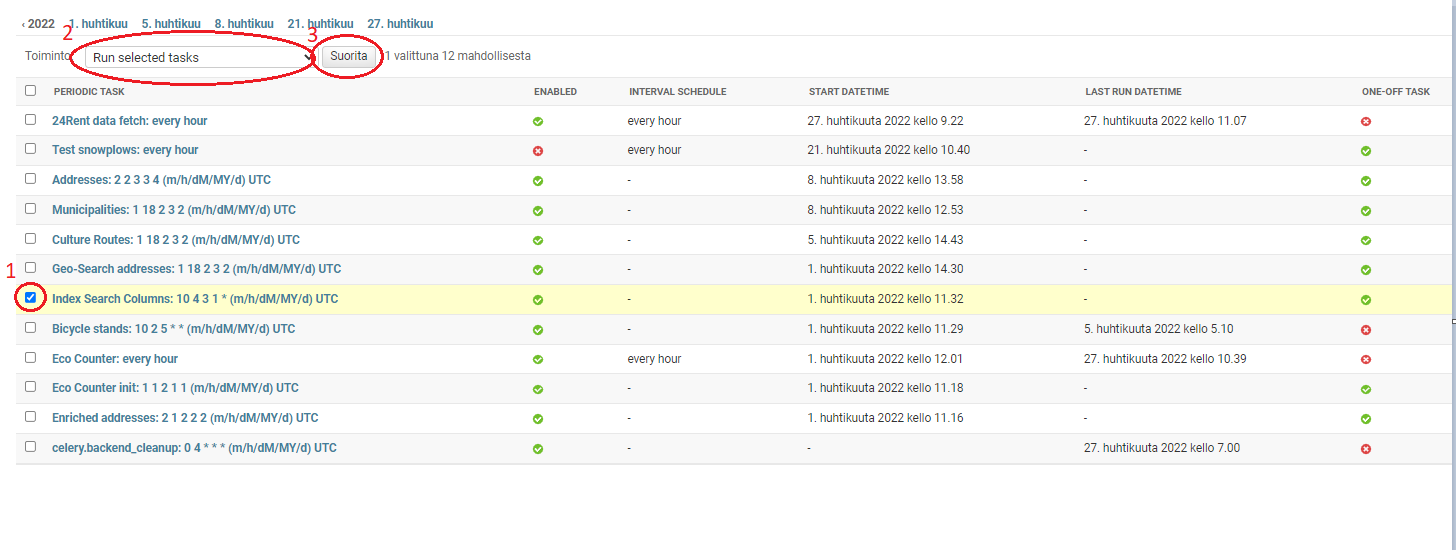 ‹ 2022 1. huhtikuu 5. huhtikuu 8. huhtikuu 21. huhtikuu 27. huhtikuu
2 3
Toiminto Run selected tasks Suorita 1 valittuna 12 mahdollisesta
PERIODIC TASK ENABLED INTERVAL SCHEDULE START DATETIME LAST RUN DATETIME ONE-OFF TASK
24Rent data fetch: every hour every hour 27. huhtikuuta 2022 kello 9.22 27. huhtikuuta 2022 kello 11.07
Test snowplows: every hour every hour 21. huhtikuuta 2022 kello 10.40 -
Addresses: 2 2 3 3 4 (m/h/dM/MY/d) UTC - 8. huhtikuuta 2022 kello 13.58 -
Municipalities: 1 18 2 3 2 (m/h/dM/MY/d) UTC - 8. huhtikuuta 2022 kello 12.53 -
Culture Routes: 1 18 2 3 2 (m/h/dM/MY/d) UTC - 5. huhtikuuta 2022 kello 14.43 -
1 Geo-Search addresses: 1 18 2 3 2 (m/h/dM/MY/d) UTC - 1. huhtikuuta 2022 kello 14.30 -
Index Search Columns: 10 4 3 1 * (m/h/dM/MY/d) UTC - 1. huhtikuuta 2022 kello 11.32 -
Bicycle stands: 10 2 5 * * (m/h/dM/MY/d) UTC - 1. huhtikuuta 2022 kello 11.29 5. huhtikuuta 2022 kello 5.10
Eco Counter: every hour every hour 1. huhtikuuta 2022 kello 12.01 27. huhtikuuta 2022 kello 10.39
Eco Counter init: 1 1 2 1 1 (m/h/dM/MY/d) UTC - 1. huhtikuuta 2022 kello 11.18 -
Enriched addresses: 2 1 2 2 2 (m/h/dM/MY/d) UTC - 1. huhtikuuta 2022 kello 11.16 -
celery.backend_cleanup: 0 4 * * * (m/h/dM/MY/d) UTC - - 27. huhtikuuta 2022 kello 7.00